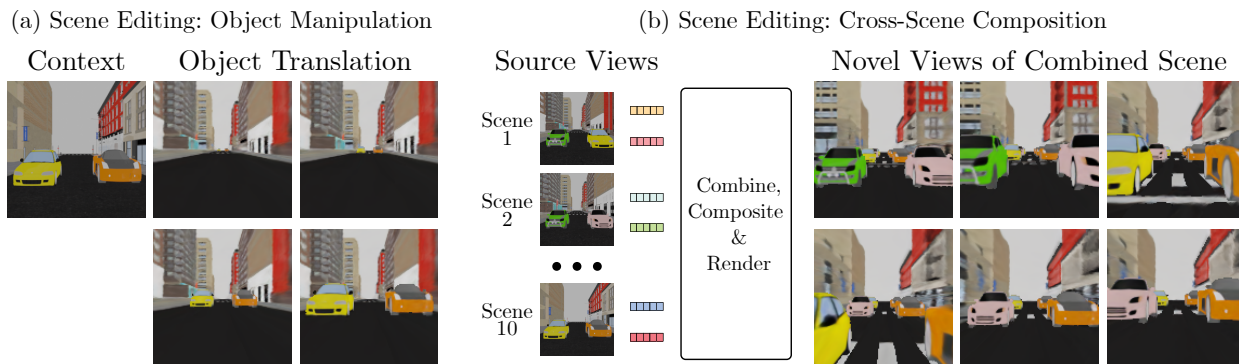 (a) Scene Editing: Object Manipulation
Context
Object Translation
(b) Scene Editing: Cross-Scene Composition
Source Views
Scene
1
Scene
2
Scene
10
Combine,
Composite
&
Render
Novel Views of Combined Scene